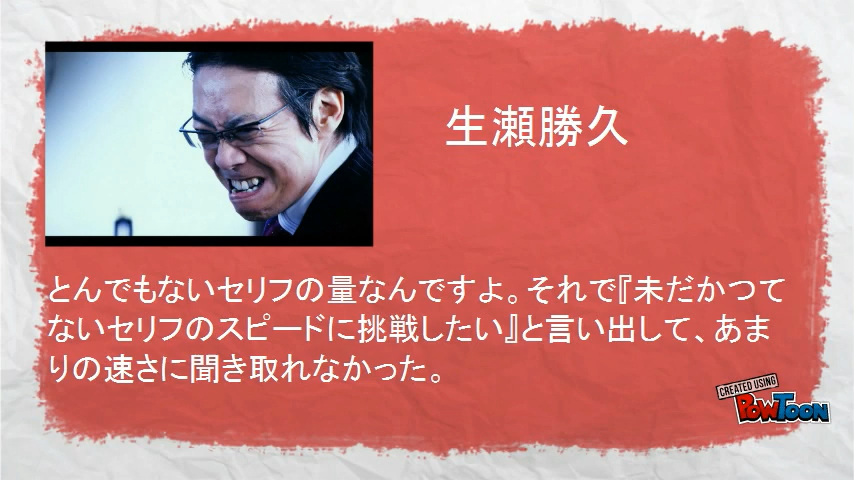 生瀬勝久
とんでもないセリフの量なんですよ。それで『未だかつて
ないセリフのスピードに挑戦したい』と言い出して、あま
りの速さに聞き取れなかった。
CREATED USING
POWTOON